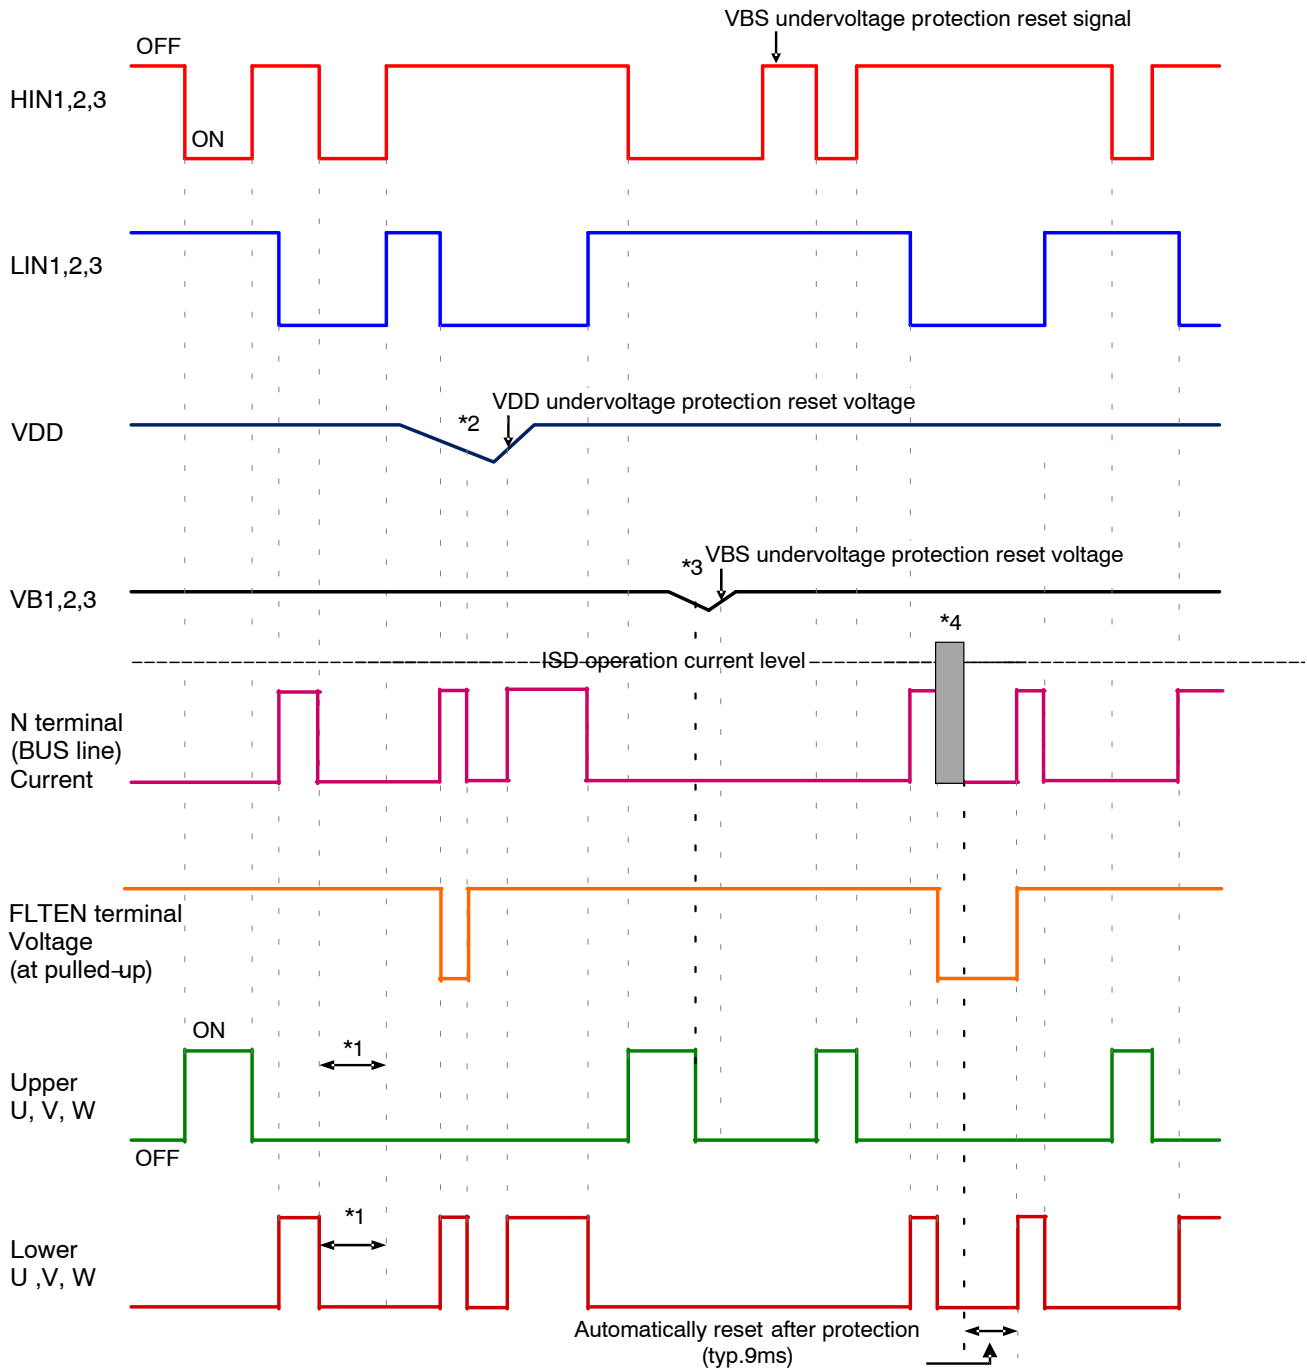 VBS undervoltage protection reset signal
OFF
HIN1,2,3
ON
LIN1,2,3
VDD undervoltage protection reset voltage
*2
VDD
VBS undervoltage protection reset voltage
*3
VB1,2,3
*4
ISD operation current level
N terminal
(BUS line)
Current
FLTEN terminal
Voltage
(at pulled-up)
ON
*1
Upper
U, V, W
OFF
*1
Lower
U ,V, W
Automatically reset after protection
(typ.9ms)